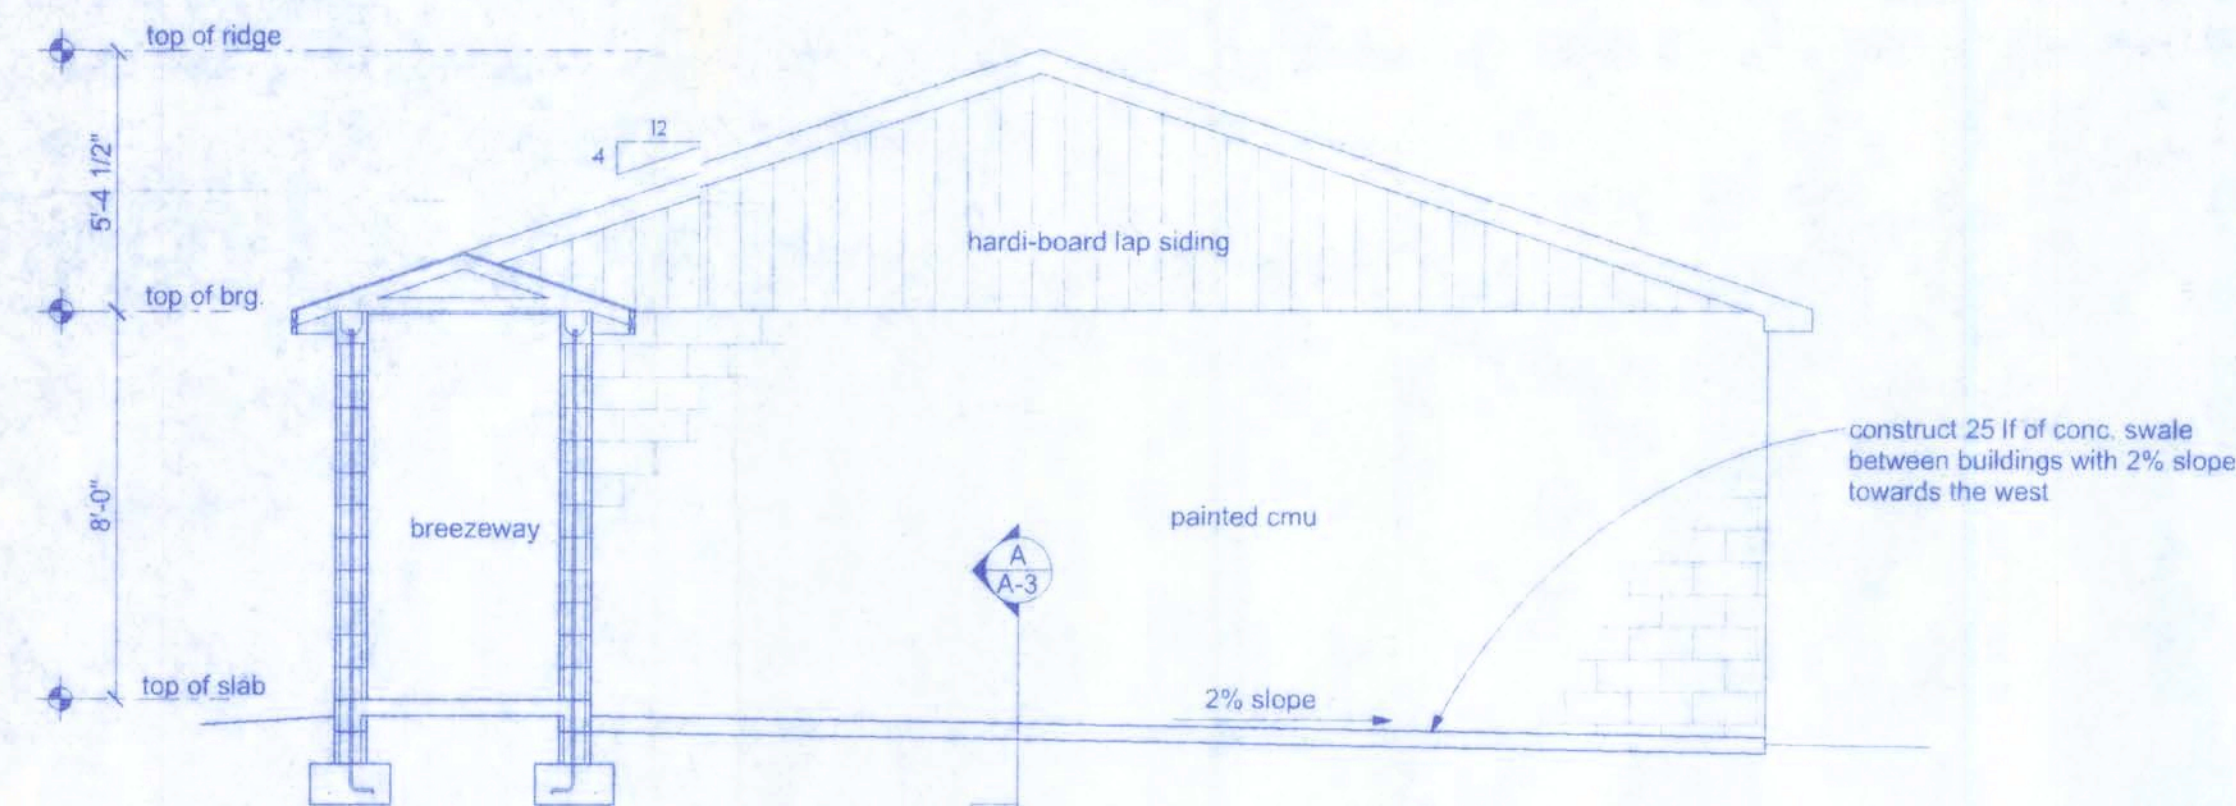 top of ridge
12
4
5'-4 1/2"
hardi-board lap siding
top of brg.
construct 25 lf of conc. swale
between buildings with 2% slope
towards the west
8'-0"
breezeway
painted cmu
A
A-3
top of slab
2% slope